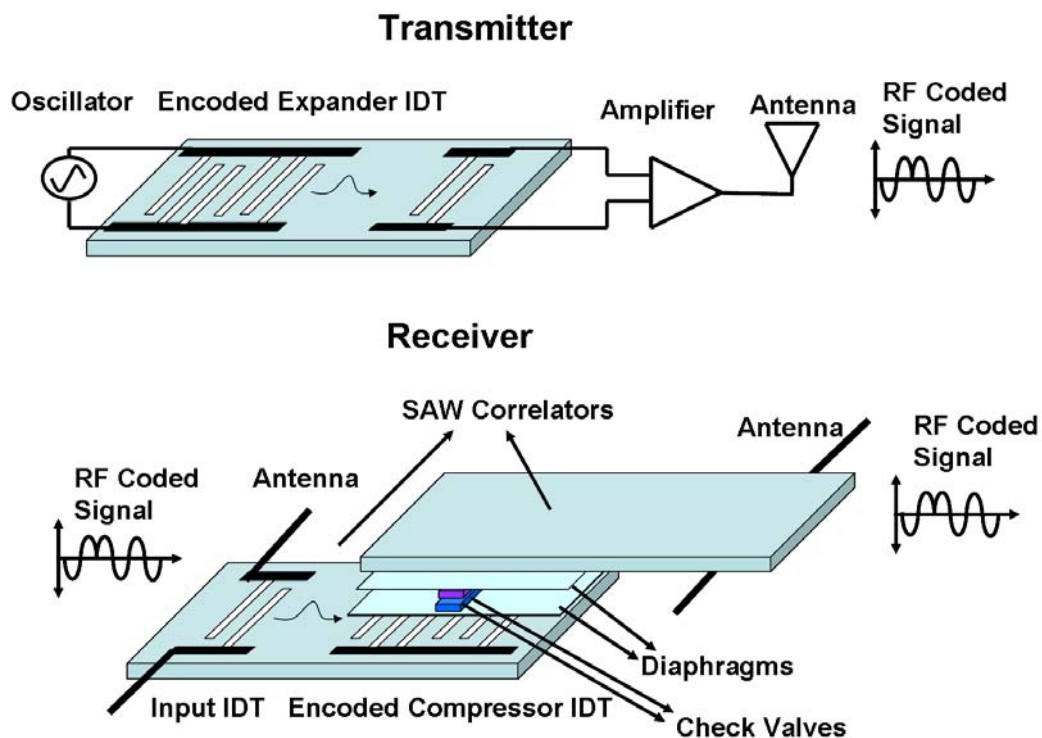 Transmitter
Oscillator
Encoded Expander IDT
Amplifier
Antenna
RF Coded
Signal
Receiver
SAW Correlators
Antenna
RF Coded
Signal
RF Coded
Signal
Antenna
Diaphragms
Input IDT
Encoded Compressor IDT
Check Valves